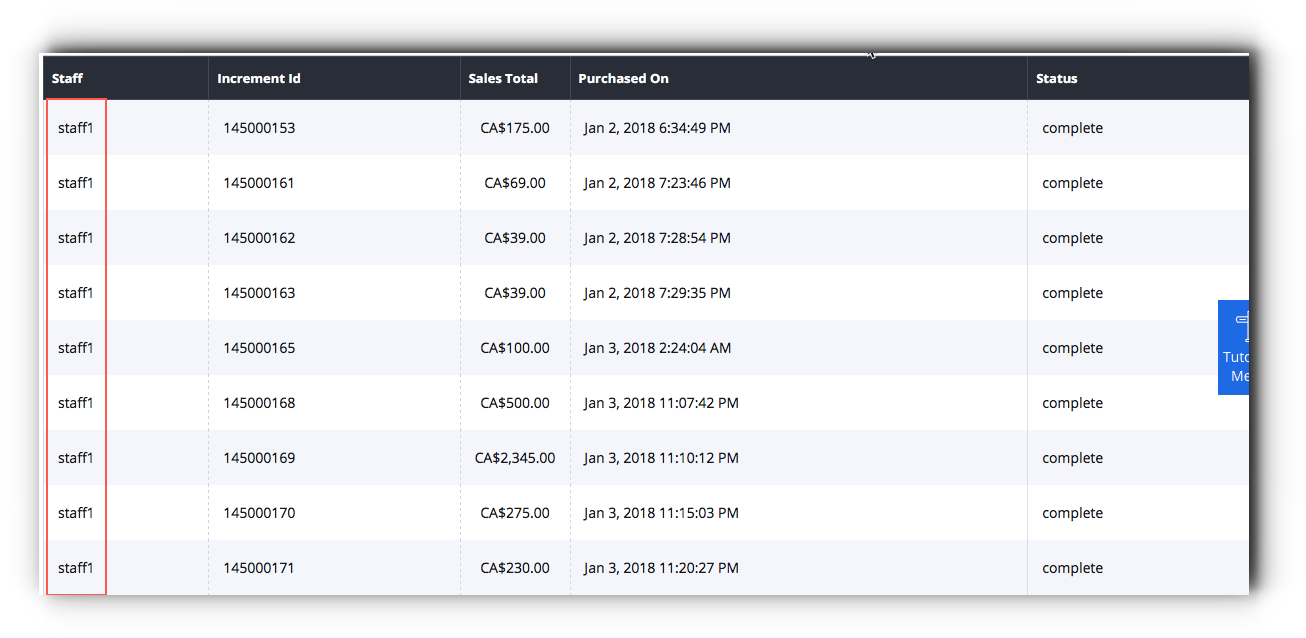 Staff Increment Id Sales Total Purchased On Status
staff1 145000153 CA$175.00 Jan 2, 2018 6:34:49 PM complete
staff1 145000161 CA$69.00 Jan 2, 2018 7:23:46 PM complete
staff1 145000162 CA$39.00 Jan 2, 2018 7:28:54 PM complete
staff1 145000163 CA$39.00 Jan 2, 2018 7:29:35 PM complete
staff1 145000165 CA$100.00 Jan 3, 2018 2:24:04 AM complete
Tuto
Me
staff1 145000168 CA$500.00 Jan 3, 2018 11:07:42 PM complete
staff1 145000169 CA$2,345.00 Jan 3, 2018 11:10:12 PM complete
staff1 145000170 CA$275.00 Jan 3, 2018 11:15:03 PM complete
staff1 145000171 CA$230.00 Jan 3, 2018 11:20:27 PM complete